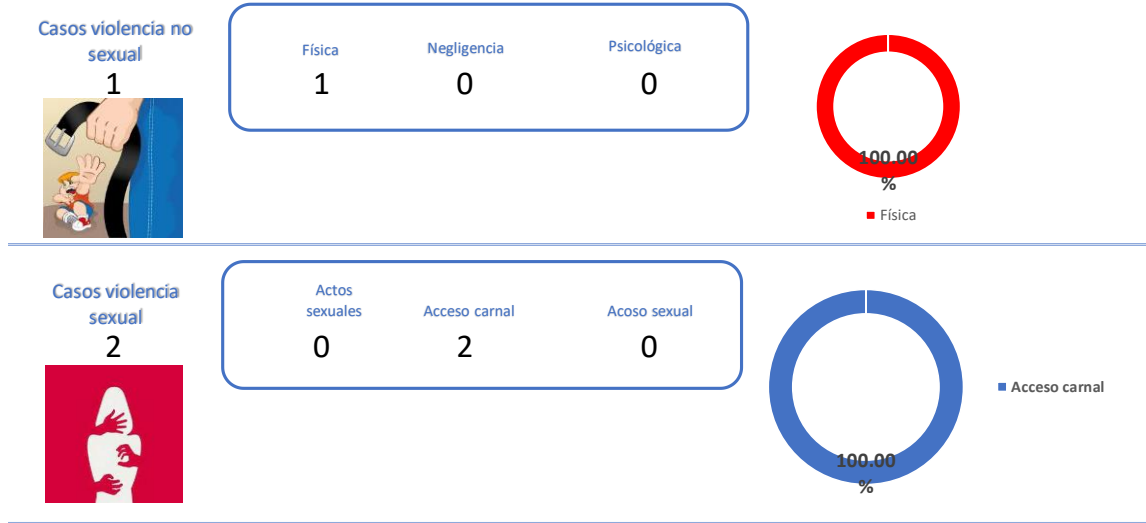 Casos violencia no
sexual
1
Física
Negligencia
Psicológica
1
0
0
100.00
%
Física
Casos violencia
sexual
2
Actos
sexuales
Acceso carnal
Acoso sexual
0
2
0
100.00
%
Acceso carnal